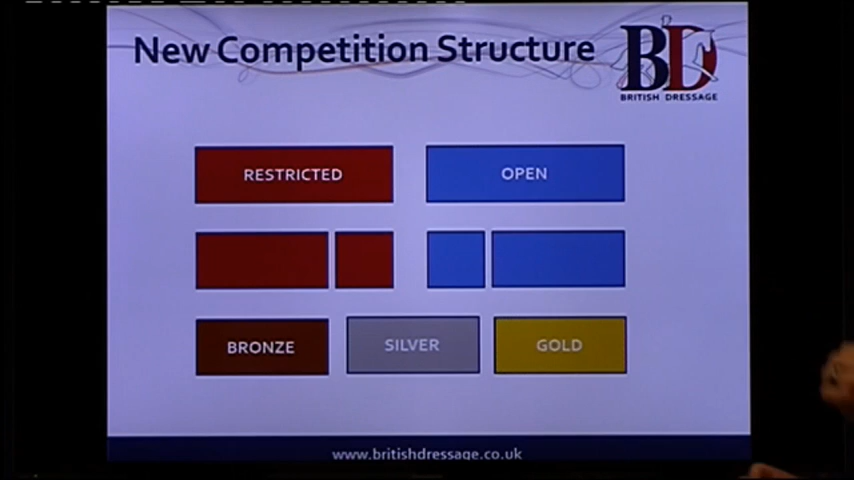 New Competition Structure
BD
BRITISH DRESSAGE
RESTRICTED
OPEN
BRONZE
SILVER
GOLD
www.britishdressage.co.uk